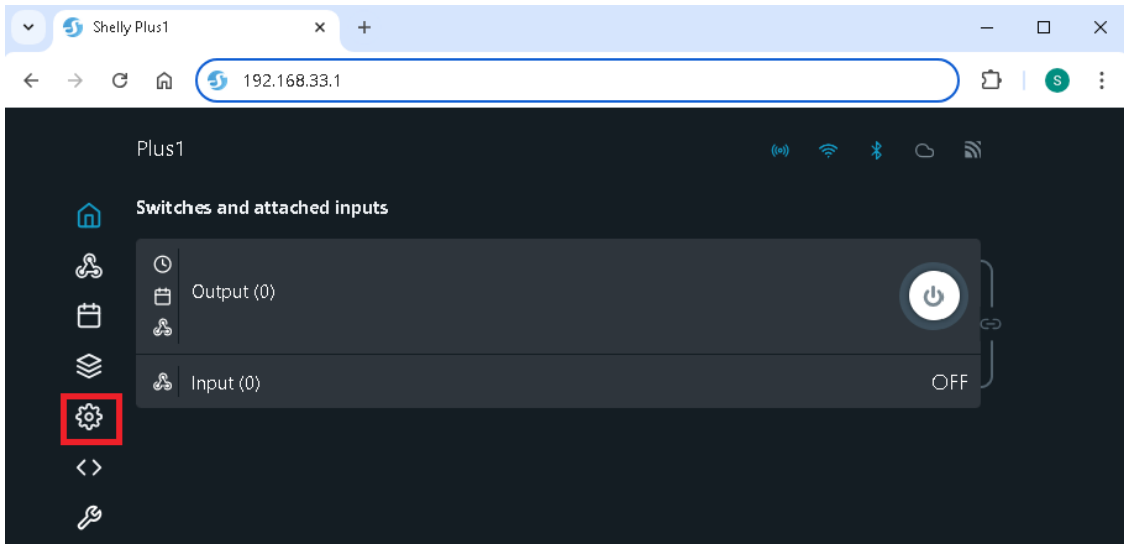 Shelly Plus1
192.168.33.1
S
Plus1
Switches and attached inputs
Output (0)
Input (0)
OFF